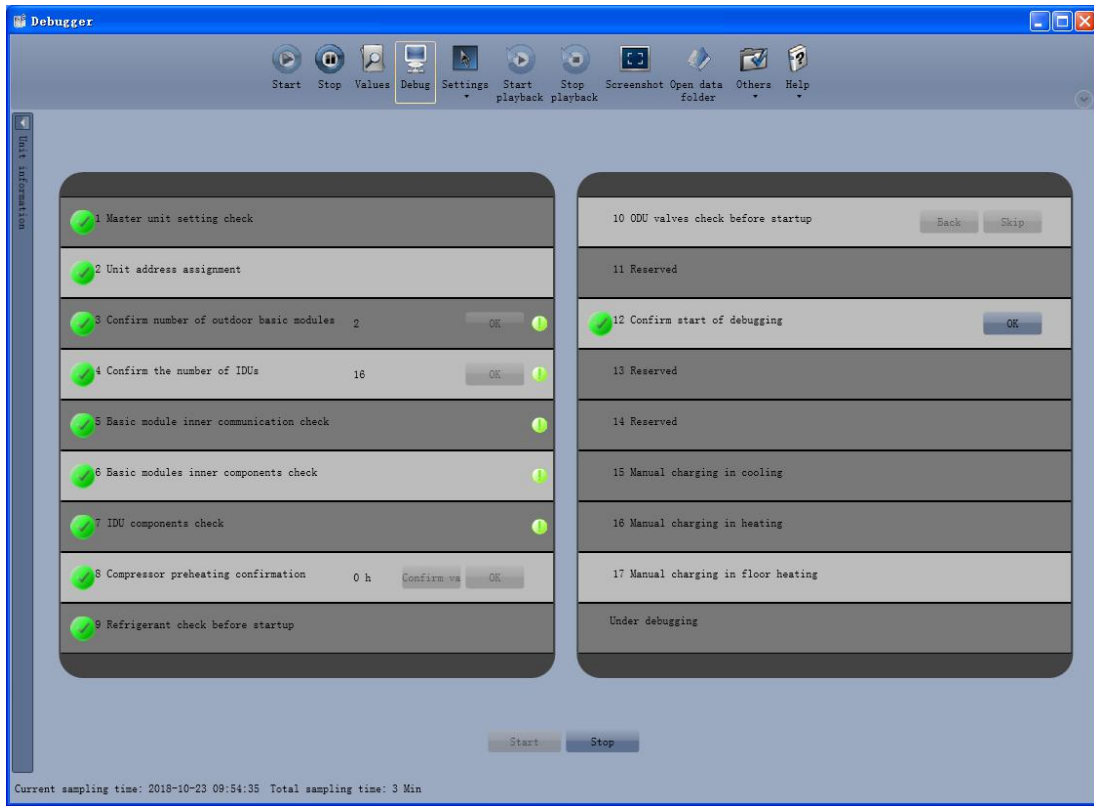 Debugger
Start Stop Values Debug Settings Start playback Stop playback Screenshot Open data folder Others Help
Unit information
1 Master unit setting check
2 Unit address assignment
3 Confirm number of outdoor basic modules 2 OK
4 Confirm the number of IDUs 16 OK
5 Basic module inner communication check
6 Basic modules inner components check
7 IDU components check
8 Compressor preheating confirmation 0 h Confirm va OK
9 Refrigerant check before startup
10 ODU valves check before startup Back Skip
11 Reserved
12 Confirm start of debugging OK
13 Reserved
14 Reserved
15 Manual charging in cooling
16 Manual charging in heating
17 Manual charging in floor heating
Under debugging
Start Stop
Current sampling time: 2018-10-23 09:54:35 Total sampling time: 3 Min